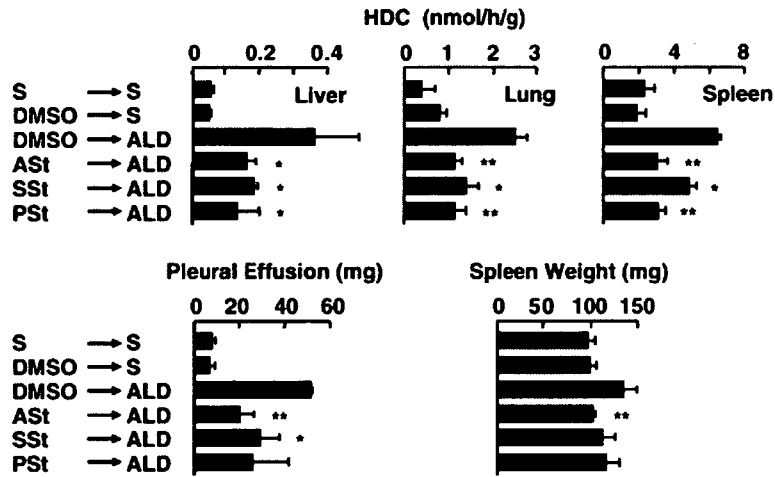 HDC (nmol/h/g)
0 0.2 0.4 0 1 2 3 0 4 8
S → S Liver Lung Spleen
DMSO → S
DMSO → ALD
ASt → ALD * ** **
SSt → ALD * * *
PSt → ALD * ** **
Pleural Effusion (mg) Spleen Weight (mg)
0 20 40 60 0 50 100 150
S → S
DMSO → S
DMSO → ALD
ASt → ALD ** **
SSt → ALD *
PSt → ALD